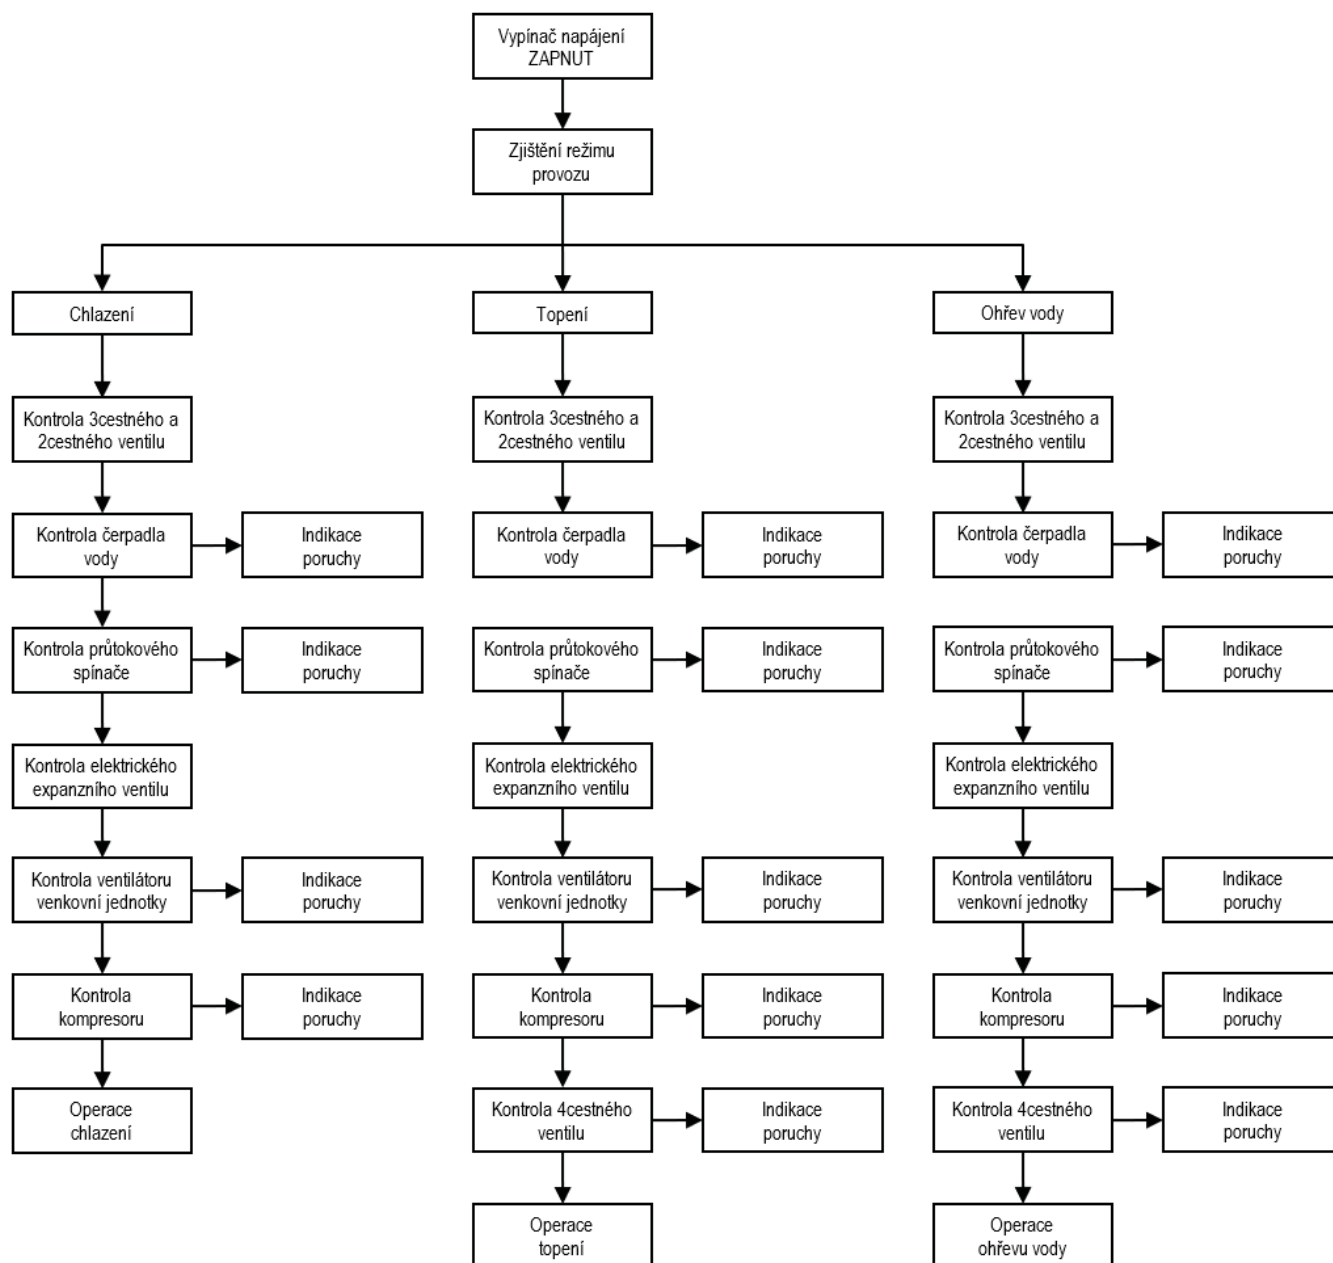 Vypínač napájení
ZAPNUT
Zjištění režimu
provozu
Chlazení
Topení
Ohřev vody
Kontrola 3cestného a
2cestného ventilu
Kontrola 3cestného a
2cestného ventilu
Kontrola 3cestného a
2cestného ventilu
Kontrola čerpadla
vody
Indikace
poruchy
Kontrola čerpadla
vody
Indikace
poruchy
Kontrola čerpadla
vody
Indikace
poruchy
Kontrola průtokového
spínače
Indikace
poruchy
Kontrola průtokového
spínače
Indikace
poruchy
Kontrola průtokového
spínače
Indikace
poruchy
Kontrola elektrického
expanzního ventilu
Kontrola elektrického
expanzního ventilu
Kontrola elektrického
expanzního ventilu
Kontrola ventilátoru
venkovní jednotky
Indikace
poruchy
Kontrola ventilátoru
venkovní jednotky
Indikace
poruchy
Kontrola ventilátoru
venkovní jednotky
Indikace
poruchy
Kontrola
kompresoru
Indikace
poruchy
Kontrola
kompresoru
Indikace
poruchy
Kontrola
kompresoru
Indikace
poruchy
Operace
chlazení
Kontrola 4cestného
ventilu
Indikace
poruchy
Kontrola 4cestného
ventilu
Indikace
poruchy
Operace
topení
Operace
ohřevu vody